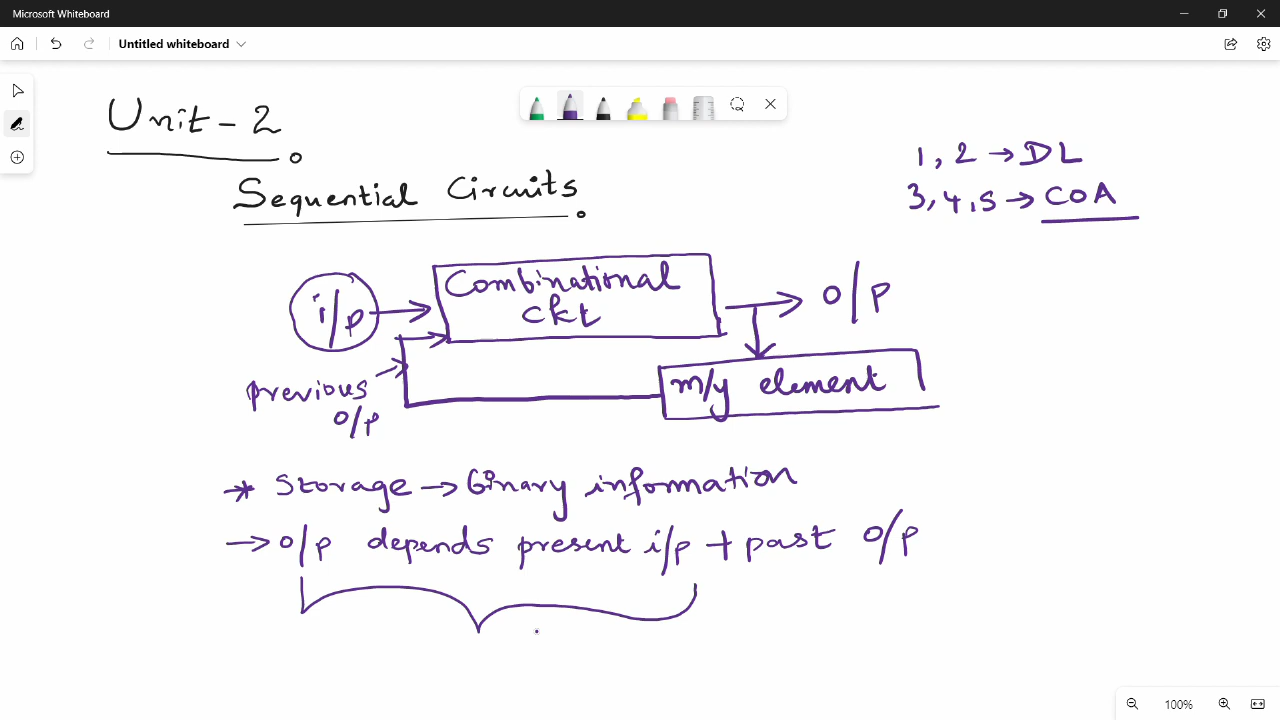 Microsoft Whiteboard
Untitled whiteboard
Unit-2
Sequential Circuits.
1, 2 → DL
3, 4, 5 → COA
i/p
Combinational
ckt
o/p
previous
o/p
m/y element
* Storage → Binary information
→ o/p depends present i/p + past o/p
100%